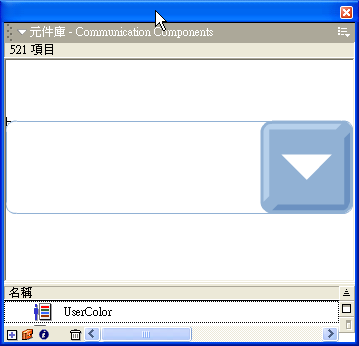 元件庫 - Communication Components
521 項目
名稱
UserColor